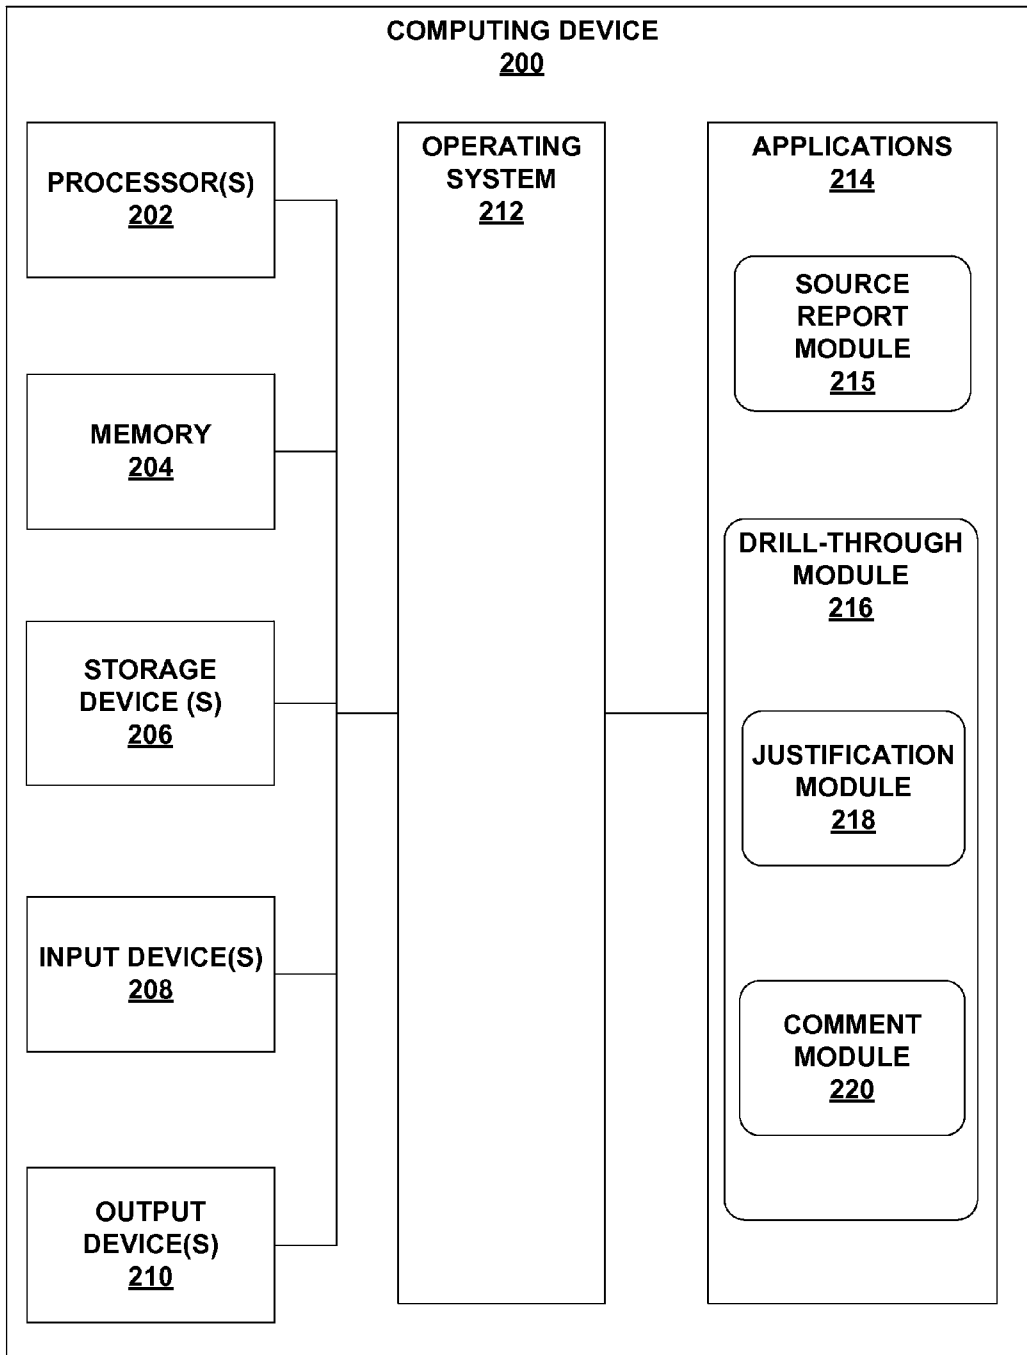 COMPUTING DEVICE
200
PROCESSOR(S)
202
MEMORY
204
STORAGE
DEVICE (S)
206
INPUT DEVICE(S)
208
OUTPUT
DEVICE(S)
210
OPERATING
SYSTEM
212
APPLICATIONS
214
SOURCE
REPORT
MODULE
215
DRILL-THROUGH
MODULE
216
JUSTIFICATION
MODULE
218
COMMENT
MODULE
220